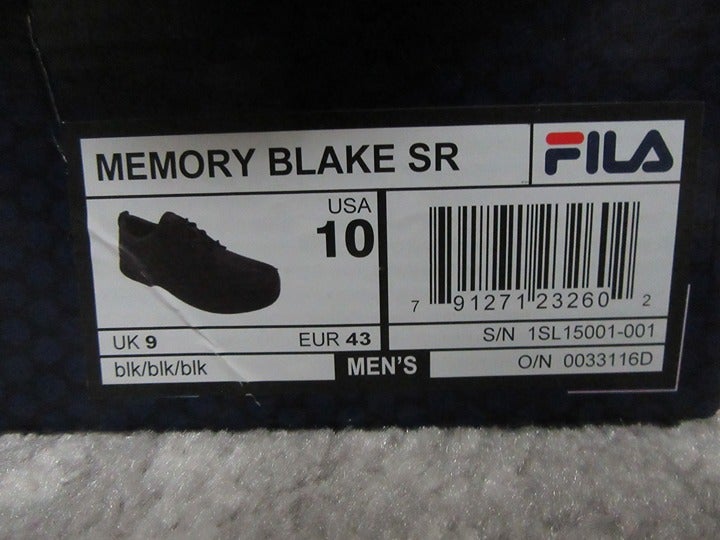 MEMORY BLAKE SR
FILA
USA
10
7 91271 23260 2
UK 9
EUR 43
S/N 1SL15001-001
blk/blk/blk
MEN'S
O/N 0033116D